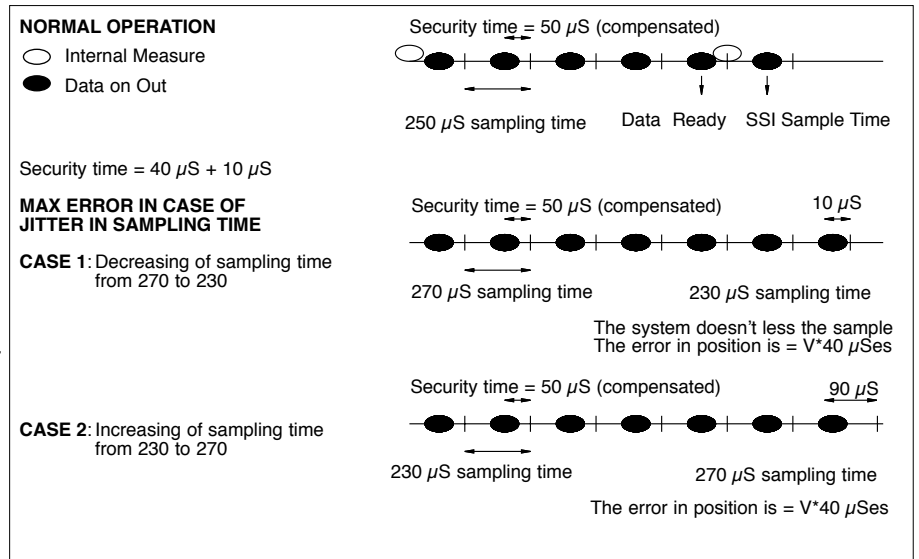 NORMAL OPERATION
Internal Measure
Data on Out
Security time = 50 µS (compensated)
250 µS sampling time
Data Ready
SSI Sample Time
Security time = 40 µS + 10 µS
MAX ERROR IN CASE OF
JITTER IN SAMPLING TIME
CASE 1: Decreasing of sampling time
from 270 to 230
Security time = 50 µS (compensated)
10 µS
270 µS sampling time
230 µS sampling time
The system doesn't less the sample
The error in position is = V*40 µSes
CASE 2: Increasing of sampling time
from 230 to 270
Security time = 50 µS (compensated)
90 µS
230 µS sampling time
270 µS sampling time
The error in position is = V*40 µSes